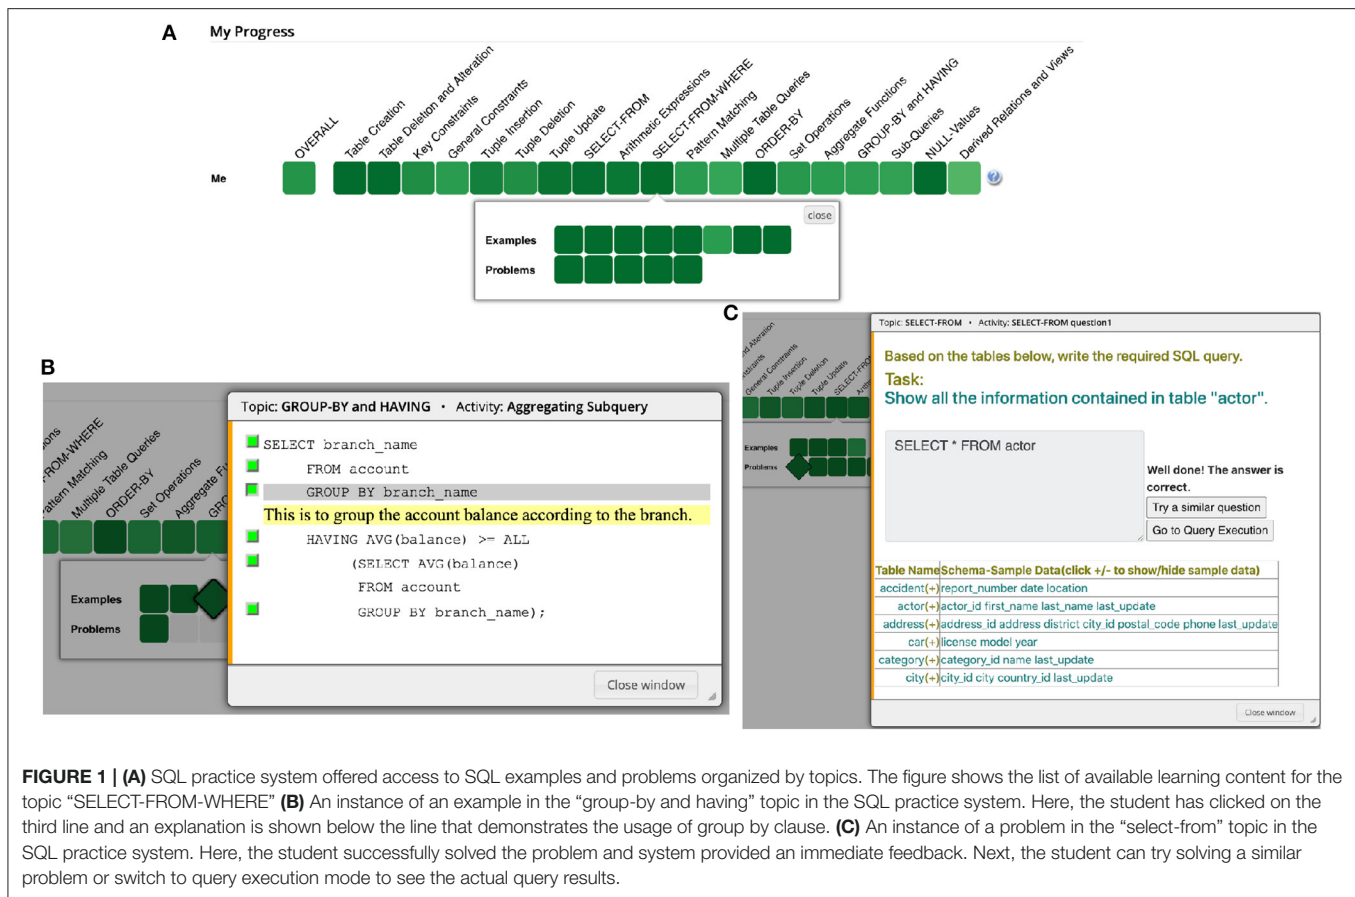 A
My Progress
OVERALL
Table Creation
Table Deletion and Alteration
Key Constraints
General Constraints
Tuple Insertion
Tuple Deletion
Tuple Update
SELECT-FROM
Arithmetic Expressions
SELECT-FROM-WHERE
Pattern Matching
Multiple Table Queries
ORDER-BY
Set Operations
Aggregate Functions
GROUP-BY and HAVING
Sub-Queries
NULL-Values
Derived Relations and Views
Me
?
close
Examples
Problems
B
ions
FROM-WHERE
Pattern Matching
Multiple Table Queries
ORDER-BY
Set Operations
Aggregate Fu
GRO
Examples
Problems
Topic: GROUP-BY and HAVING • Activity: Aggregating Subquery
SELECT branch_name
FROM account
GROUP BY branch_name
This is to group the account balance according to the branch.
HAVING AVG(balance) >= ALL
(SELECT AVG(balance)
FROM account
GROUP BY branch_name);
Close window
C
and Alteration
nstraints
General Constraints
Tuple Insertion
Tuple Deletion
Tuple Update
SELECT-FROM
Arith
Examples
Problems
Topic: SELECT-FROM • Activity: SELECT-FROM question1
Based on the tables below, write the required SQL query.
Task:
Show all the information contained in table "actor".
SELECT * FROM actor
Well done! The answer is
correct.
Try a similar question
Go to Query Execution
Table Name Schema-Sample Data(click +/- to show/hide sample data)
accident(+) report_number date location
actor(+) actor_id first_name last_name last_update
address(+) address_id address district city_id postal_code phone last_update
car(+) license model year
category(+) category_id name last_update
city(+) city_id city country_id last_update
Close window
FIGURE 1 | (A) SQL practice system offered access to SQL examples and problems organized by topics. The figure shows the list of available learning content for the
topic “SELECT-FROM-WHERE” (B) An instance of an example in the “group-by and having” topic in the SQL practice system. Here, the student has clicked on the
third line and an explanation is shown below the line that demonstrates the usage of group by clause. (C) An instance of a problem in the “select-from” topic in the
SQL practice system. Here, the student successfully solved the problem and system provided an immediate feedback. Next, the student can try solving a similar
problem or switch to query execution mode to see the actual query results.